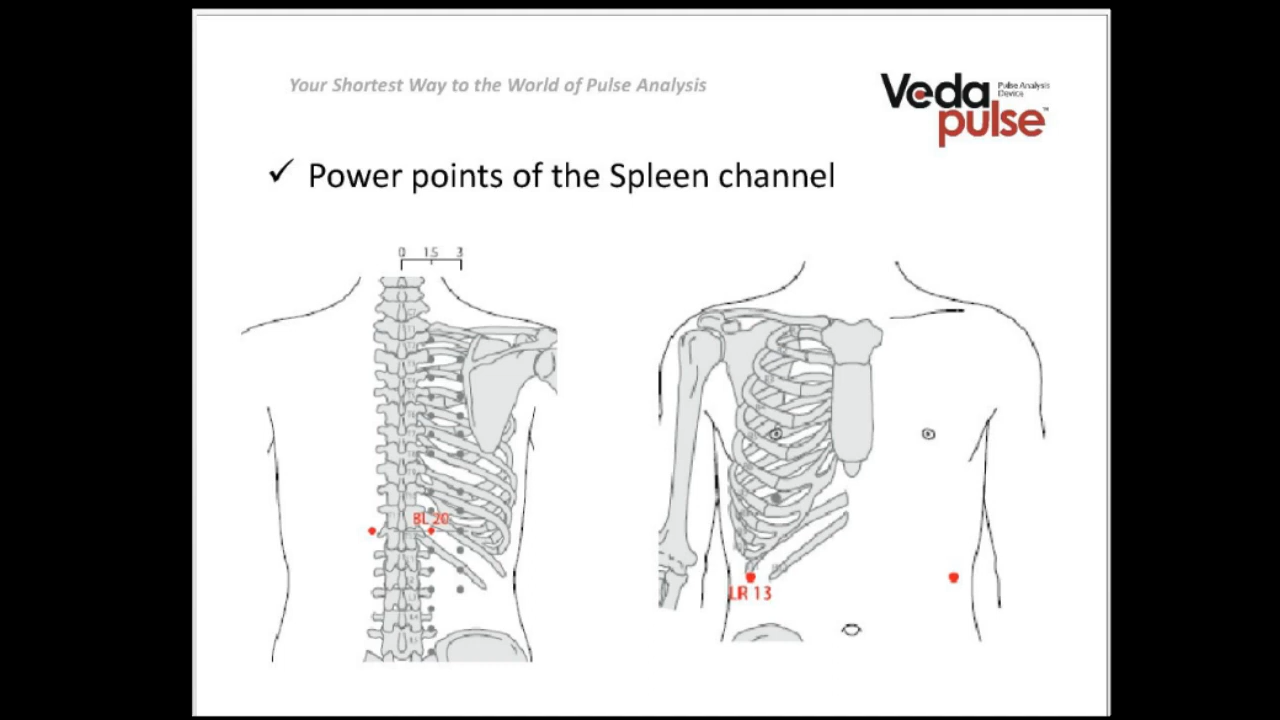 Your Shortest Way to the World of Pulse Analysis
Veda
Pulse Analysis
Device
pulse™
✓ Power points of the Spleen channel
0 1.5 3
BL 20
LR 13